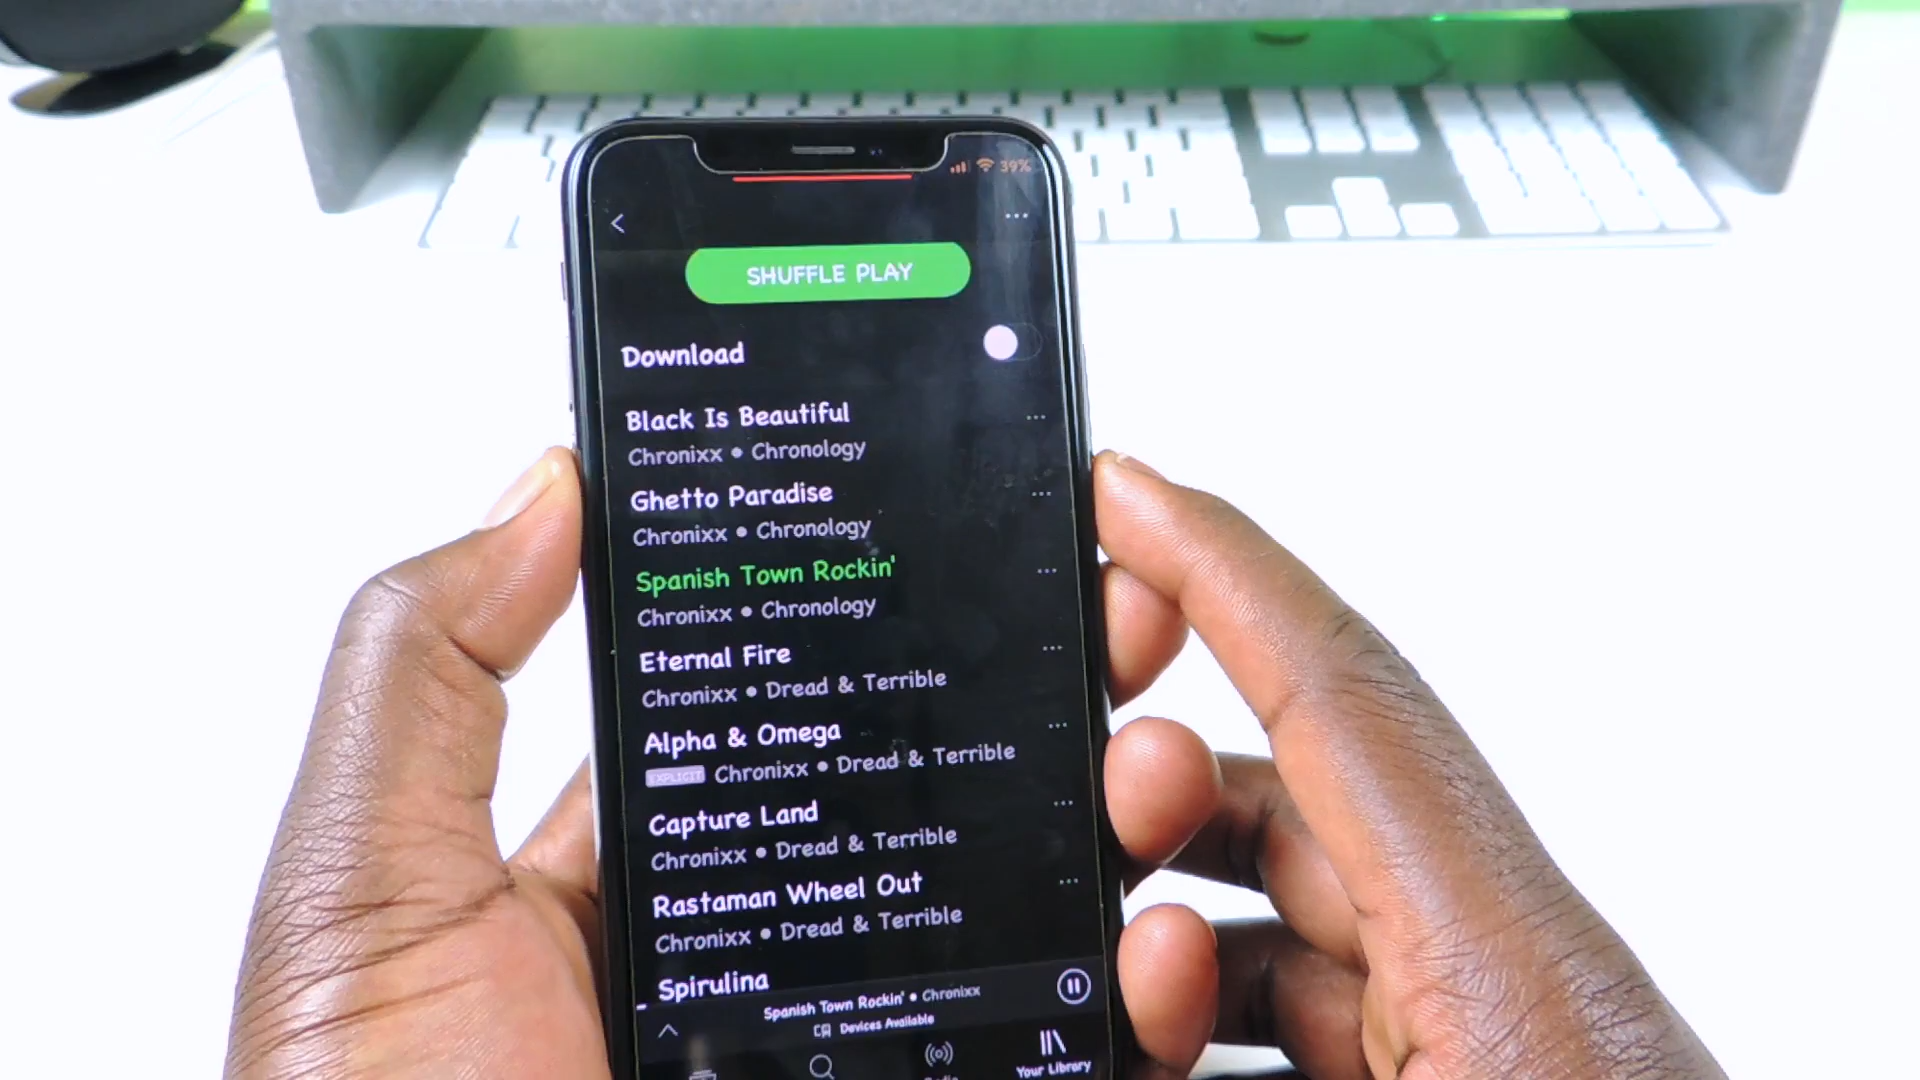 39%
SHUFFLE PLAY
Download
Black Is Beautiful
Chronixx • Chronology
Ghetto Paradise
Chronixx • Chronology
Spanish Town Rockin'
Chronixx • Chronology
Eternal Fire
Chronixx • Dread & Terrible
Alpha & Omega
EXPLICIT Chronixx • Dread & Terrible
Capture Land
Chronixx • Dread & Terrible
Rastaman Wheel Out
Chronixx • Dread & Terrible
Spirulina
Spanish Town Rockin' • Chronixx
Devices Available
Your Library